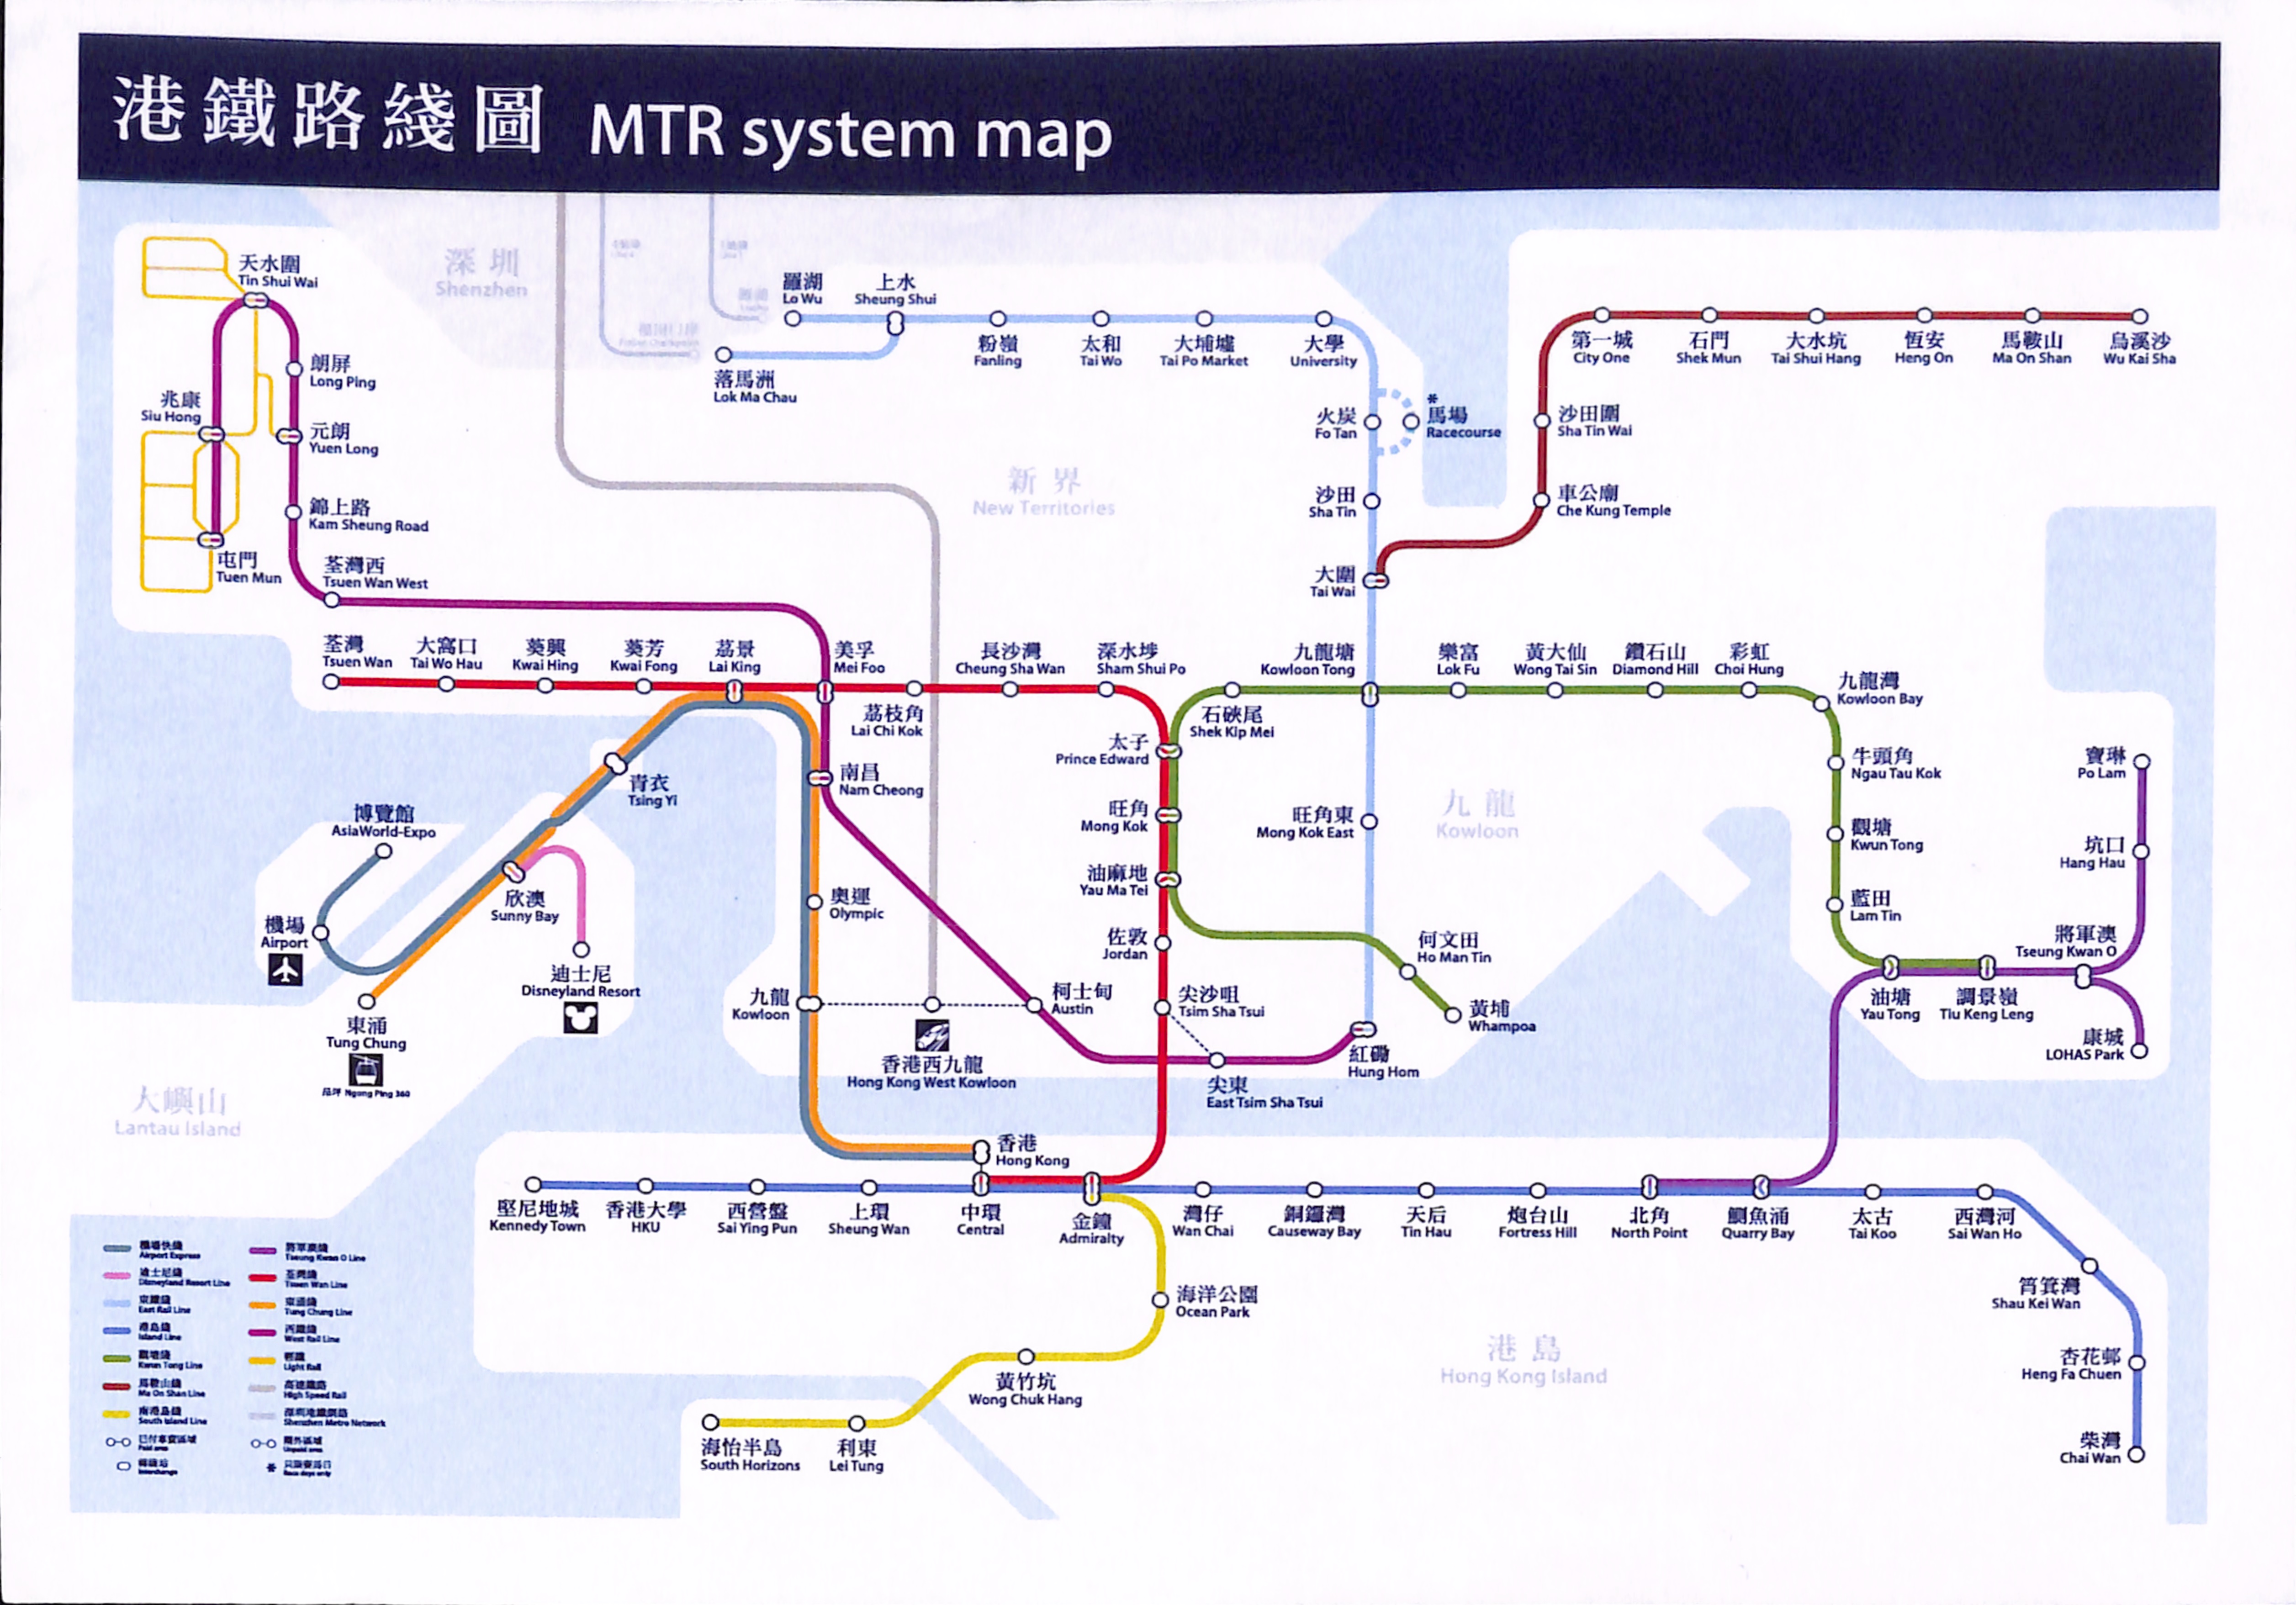 港鐵路綫圖 MTR system map
深圳
Shenzhen
天水圍
Tin Shui Wai
朗屏
Long Ping
兆康
Siu Hong
元朗
Yuen Long
錦上路
Kam Sheung Road
屯門
Tuen Mun
荃灣西
Tsuen Wan West
羅湖
Lo Wu
上水
Sheung Shui
落馬洲
Lok Ma Chau
粉嶺
Fanling
太和
Tai Wo
大埔墟
Tai Po Market
大學
University
火炭
Fo Tan
*
馬場
Racecourse
沙田
Sha Tin
大圍
Tai Wai
第一城
City One
石門
Shek Mun
大水坑
Tai Shui Hang
恆安
Heng On
馬鞍山
Ma On Shan
烏溪沙
Wu Kai Sha
沙田圍
Sha Tin Wai
車公廟
Che Kung Temple
新界
New Territories
荃灣
Tsuen Wan
大窩口
Tai Wo Hau
葵興
Kwai Hing
葵芳
Kwai Fong
荔景
Lai King
美孚
Mei Foo
荔枝角
Lai Chi Kok
長沙灣
Cheung Sha Wan
深水埗
Sham Shui Po
九龍塘
Kowloon Tong
樂富
Lok Fu
黃大仙
Wong Tai Sin
鑽石山
Diamond Hill
彩虹
Choi Hung
九龍灣
Kowloon Bay
石硤尾
Shek Kip Mei
太子
Prince Edward
旺角
Mong Kok
油麻地
Yau Ma Tei
佐敦
Jordan
尖沙咀
Tsim Sha Tsui
旺角東
Mong Kok East
九龍
Kowloon
牛頭角
Ngau Tau Kok
觀塘
Kwun Tong
藍田
Lam Tin
寶琳
Po Lam
坑口
Hang Hau
將軍澳
Tseung Kwan O
油塘
Yau Tong
調景嶺
Tiu Keng Leng
康城
LOHAS Park
何文田
Ho Man Tin
黃埔
Whampoa
紅磡
Hung Hom
尖東
East Tsim Sha Tsui
柯士甸
Austin
南昌
Nam Cheong
奧運
Olympic
九龍
Kowloon
香港西九龍
Hong Kong West Kowloon
青衣
Tsing Yi
博覽館
AsiaWorld-Expo
機場
Airport
欣澳
Sunny Bay
迪士尼
Disneyland Resort
東涌
Tung Chung
昂坪 Ngong Ping 360
大嶼山
Lantau Island
香港
Hong Kong
堅尼地城
Kennedy Town
香港大學
HKU
西營盤
Sai Ying Pun
上環
Sheung Wan
中環
Central
金鐘
Admiralty
灣仔
Wan Chai
銅鑼灣
Causeway Bay
天后
Tin Hau
炮台山
Fortress Hill
北角
North Point
鰂魚涌
Quarry Bay
太古
Tai Koo
西灣河
Sai Wan Ho
筲箕灣
Shau Kei Wan
杏花邨
Heng Fa Chuen
柴灣
Chai Wan
海洋公園
Ocean Park
黃竹坑
Wong Chuk Hang
利東
Lei Tung
海怡半島
South Horizons
港島
Hong Kong Island
機場快綫
Airport Express
迪士尼綫
Disneyland Resort Line
東鐵綫
East Rail Line
港島綫
Island Line
觀塘綫
Kwun Tong Line
馬鞍山綫
Ma On Shan Line
南港島綫
South Island Line
已付車費區域
Paid area
轉綫站
Interchange
將軍澳綫
Tseung Kwan O Line
荃灣綫
Tsuen Wan Line
東涌綫
Tung Chung Line
西鐵綫
West Rail Line
輕鐵
Light Rail
高速鐵路
High Speed Rail
深圳地鐵網絡
Shenzhen Metro Network
閘外區域
Unpaid area
* 只限賽馬日
Race days only